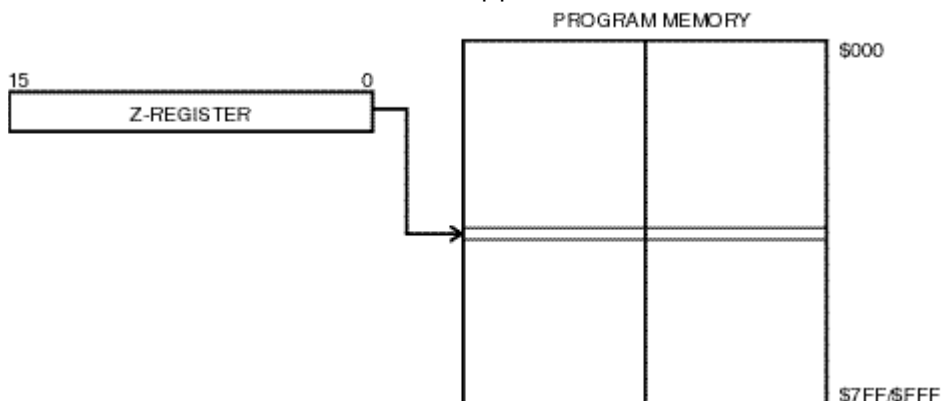 PROGRAM MEMORY
$000
15 0
Z-REGISTER
$7FF/$FFF